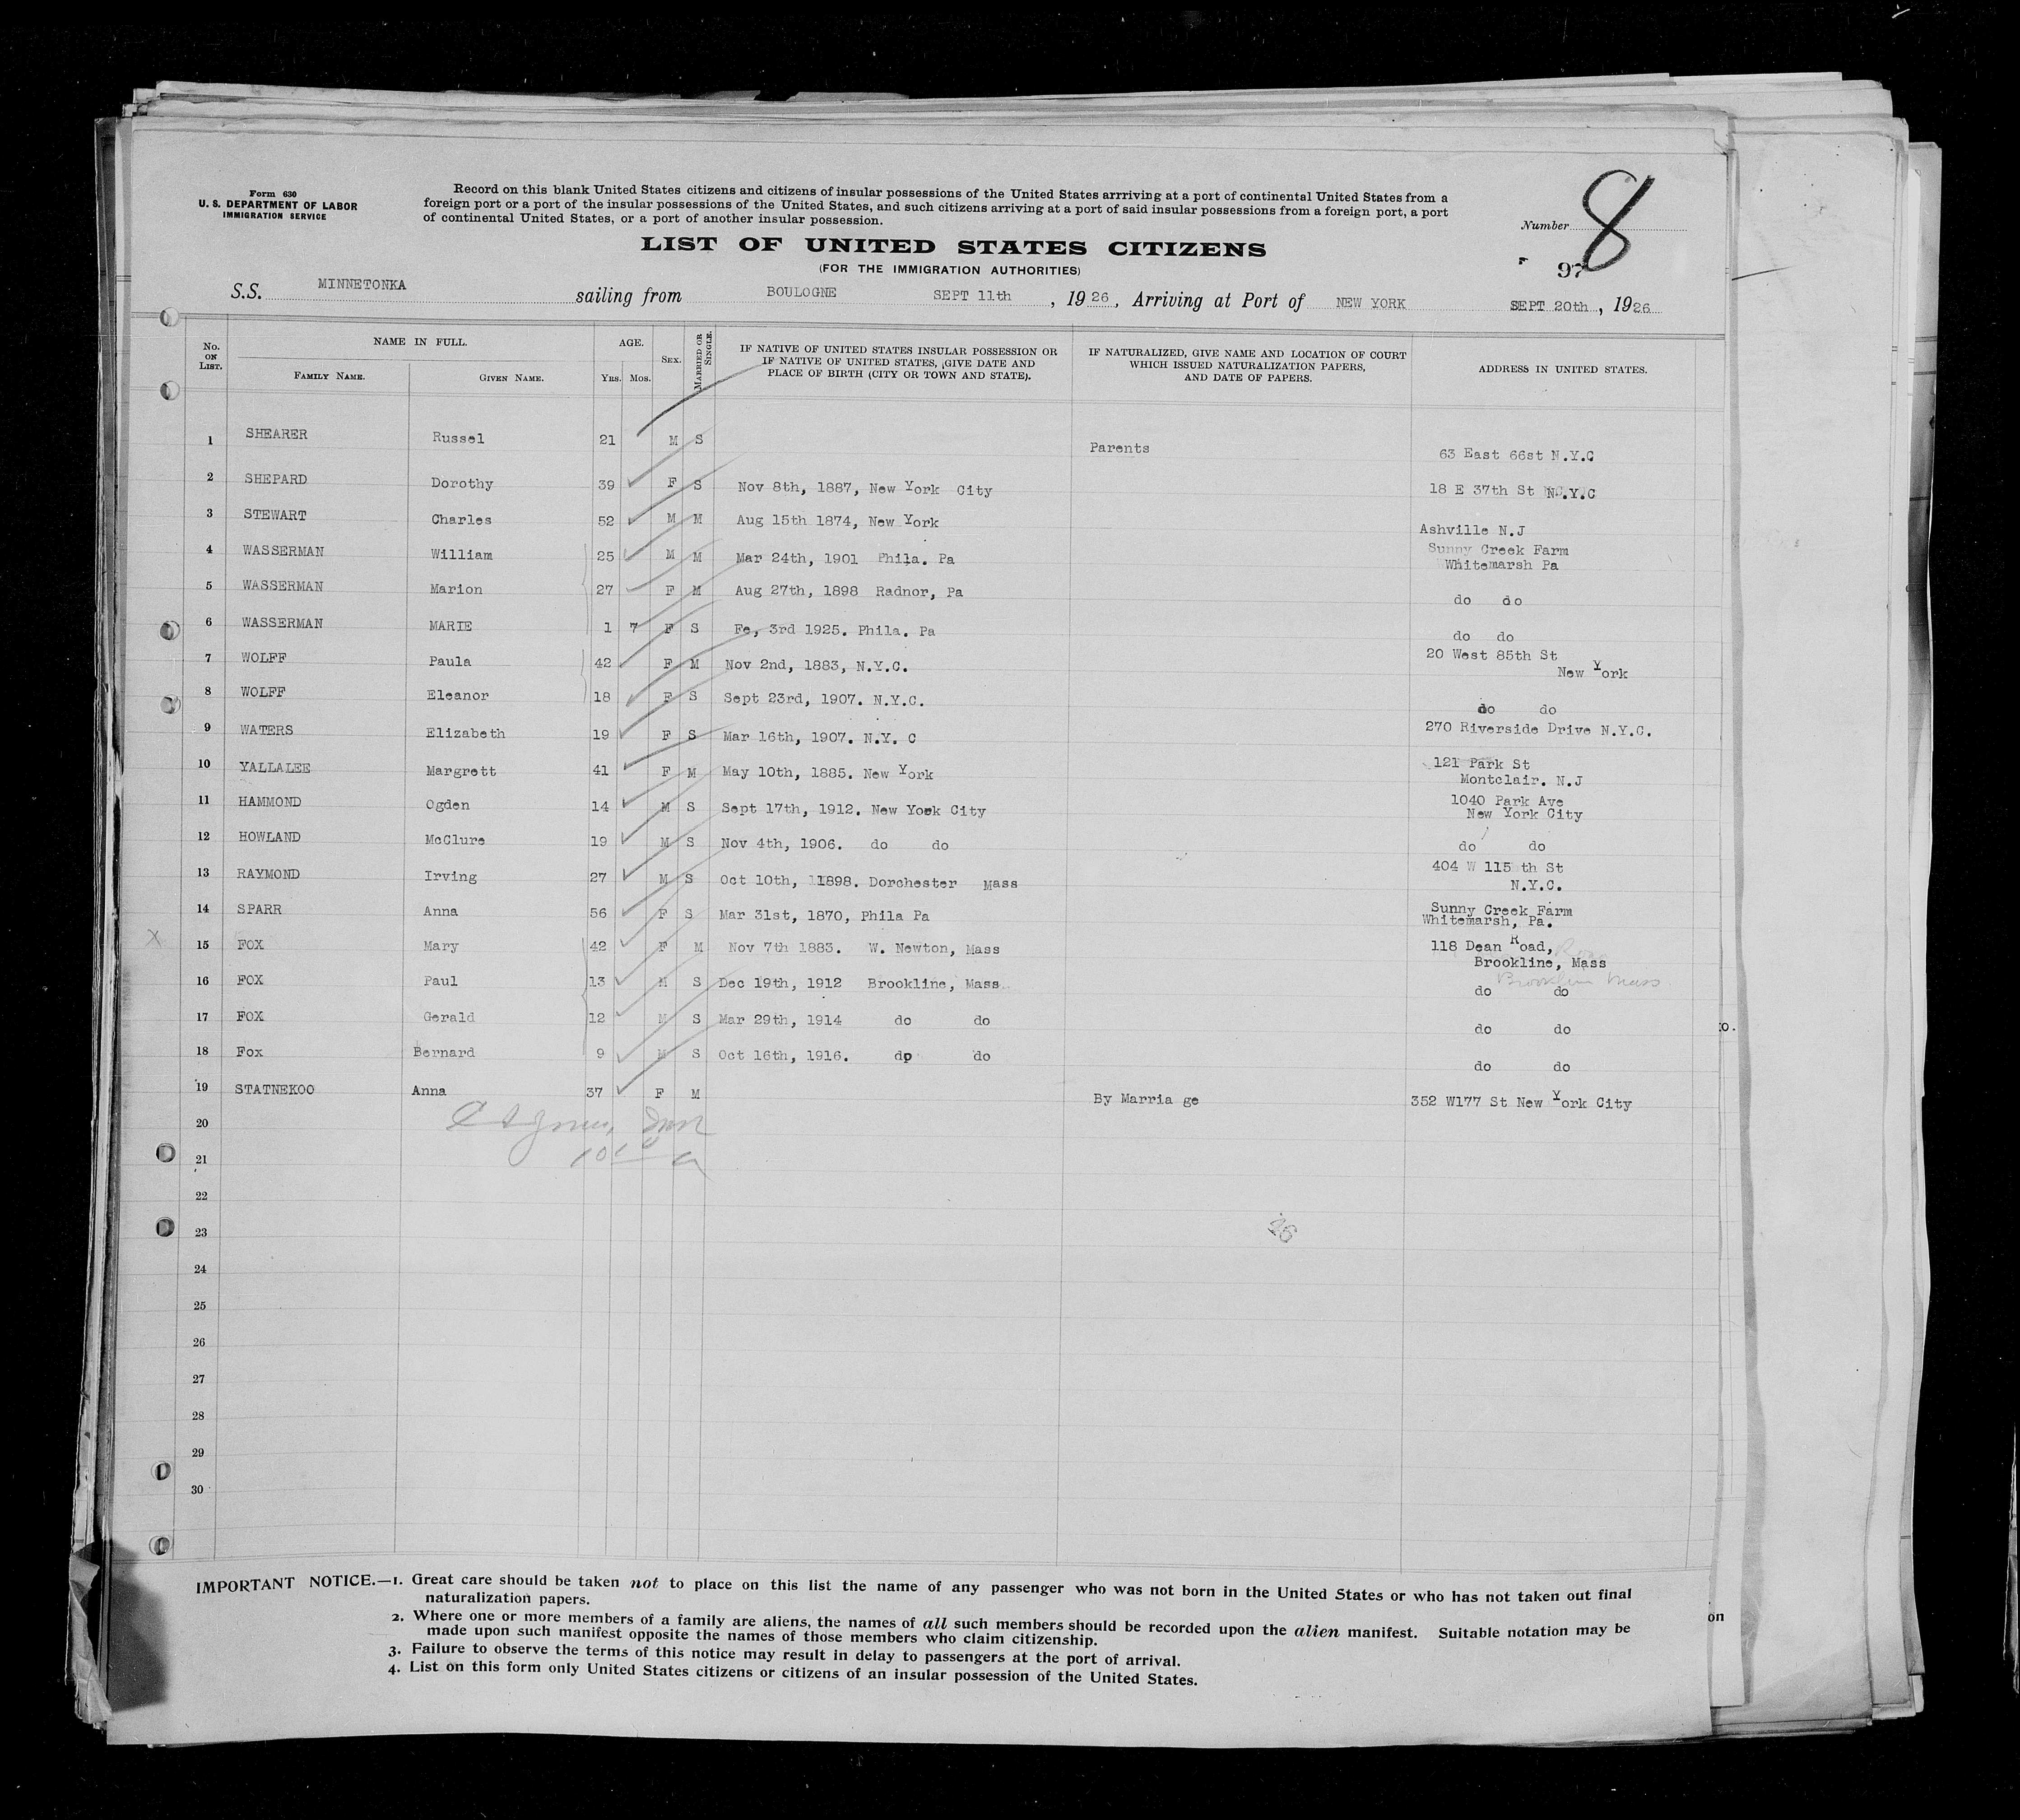 Form 630
U. S. DEPARTMENT OF LABOR
IMMIGRATION SERVICE
Record on this blank United States citizens and citizens of insular possessions of the United States arrriving at a port of continental United States from a
foreign port or a port of the insular possessions of the United States, and such citizens arriving at a port of said insular possessions from a foreign port, a port
of continental United States, or a port of another insular possession.
Number 8
LIST OF UNITED STATES CITIZENS
(FOR THE IMMIGRATION AUTHORITIES)
97
S.S. MINNETONKA sailing from BOULOGNE SEPT 11th, 1926, Arriving at Port of NEW YORK SEPT 20th, 1926
No. ON LIST.
NAME IN FULL.
FAMILY NAME. GIVEN NAME.
AGE.
YRS. MOS.
SEX.
MARRIED OR SINGLE.
IF NATIVE OF UNITED STATES INSULAR POSSESSION OR
IF NATIVE OF UNITED STATES, GIVE DATE AND
PLACE OF BIRTH (CITY OR TOWN AND STATE).
IF NATURALIZED, GIVE NAME AND LOCATION OF COURT
WHICH ISSUED NATURALIZATION PAPERS,
AND DATE OF PAPERS.
ADDRESS IN UNITED STATES.
1 SHEARER Russel 21 M S Parents 63 East 66st N.Y.C
2 SHEPARD Dorothy 39 F S Nov 8th, 1887, New York City 18 E 37th St N.Y.C
3 STEWART Charles 52 M M Aug 15th 1874, New York Ashville N.J
4 WASSERMAN William 25 M M Mar 24th, 1901 Phila. Pa Sunny Creek Farm
Whitemarsh Pa
5 WASSERMAN Marion 27 F M Aug 27th, 1898 Radnor, Pa do do
6 WASSERMAN MARIE 1 7 F S Fe, 3rd 1925. Phila. Pa do do
7 WOLFF Paula 42 F M Nov 2nd, 1883, N.Y.C. 20 West 85th St
New York
8 WOLFF Eleanor 18 F S Sept 23rd, 1907. N.Y.C. do do
9 WATERS Elizabeth 19 F S Mar 16th, 1907. N.Y. C 270 Riverside Drive N.Y.C.
10 YALLALEE Margrett 41 F M May 10th, 1885. New York 121 Park St
Montclair. N.J
11 HAMMOND Ogden 14 M S Sept 17th, 1912. New York City 1040 Park Ave
New York City
12 HOWLAND McClure 19 M S Nov 4th, 1906. do do do do
13 RAYMOND Irving 27 M S Oct 10th, 11898. Dorchester Mass 404 W 115 th St
N.Y.C.
14 SPARR Anna 56 F S Mar 31st, 1870, Phila Pa Sunny Creek Farm
Whitemarsh, Pa.
X 15 FOX Mary 42 F M Nov 7th 1883. W. Newton, Mass 118 Dean Road,
Brookline, Mass
Brookline Mass
16 FOX Paul 13 M S Dec 19th, 1912 Brookline, Mass. do do
17 FOX Gerald 12 M S Mar 29th, 1914 do do do do
18 Fox Bernard 9 M S Oct 16th, 1916. dp do do do
19 STATNEKOO Anna 37 F M By Marria ge 352 W177 St New York City
20
21
22
23
46
24
25
26
27
28
29
30
IMPORTANT NOTICE.—1. Great care should be taken not to place on this list the name of any passenger who was not born in the United States or who has not taken out final
naturalization papers.
2. Where one or more members of a family are aliens, the names of all such members should be recorded upon the alien manifest. Suitable notation may be
made upon such manifest opposite the names of those members who claim citizenship.
3. Failure to observe the terms of this notice may result in delay to passengers at the port of arrival.
4. List on this form only United States citizens or citizens of an insular possession of the United States.
on